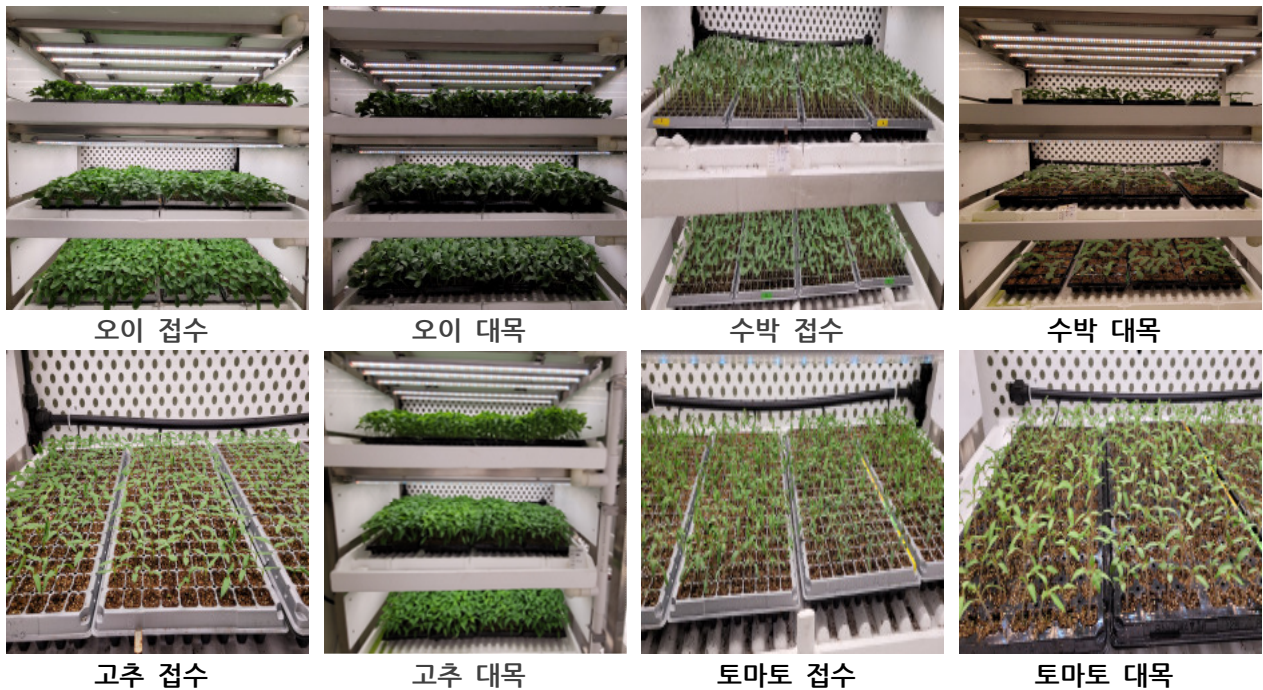 오이 접수
오이 대목
수박 접수
수박 대목
고추 접수
고추 대목
토마토 접수
토마토 대목